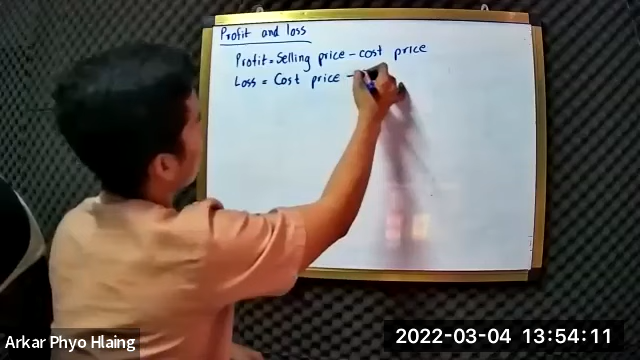 Profit and loss
Profit = Selling price - cost price
Loss = Cost price -
Arkar Phyo Hlaing
2022-03-04 13:54:11